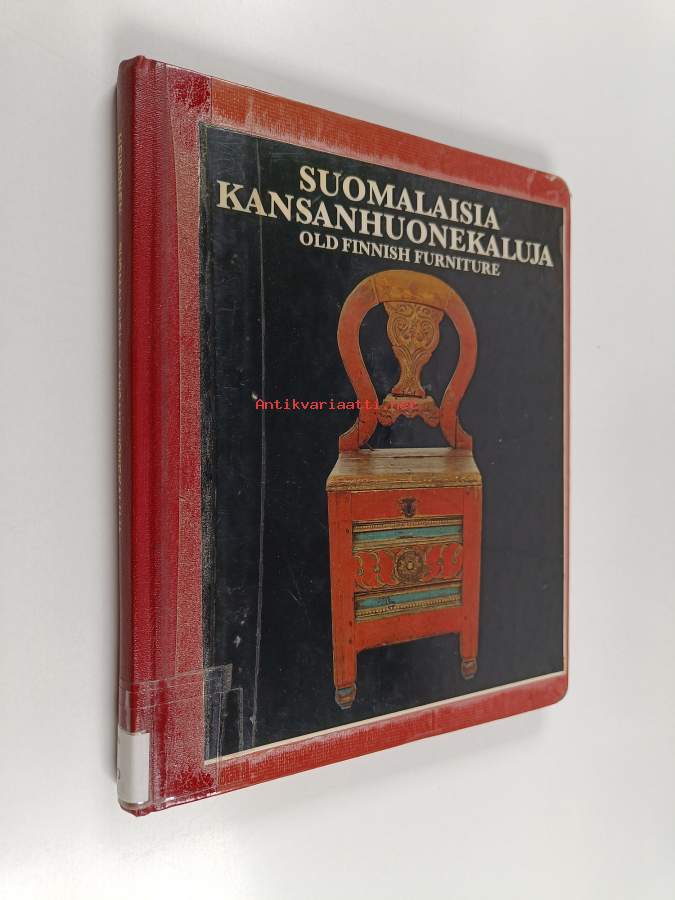 SUOMALAISIA
KANSANHUONEKALUJA
OLD FINNISH FURNITURE
Antikvariaatti.net